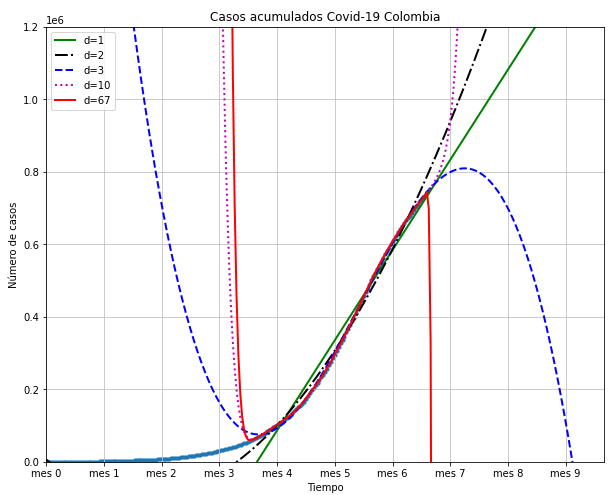 Casos acumulados Covid-19 Colombia
1e6
d=1
d=2
d=3
d=10
d=67
1.2
1.0
0.8
0.6
0.4
0.2
0.0
Número de casos
mes 0 mes 1 mes 2 mes 3 mes 4 mes 5 mes 6 mes 7 mes 8 mes 9
Tiempo